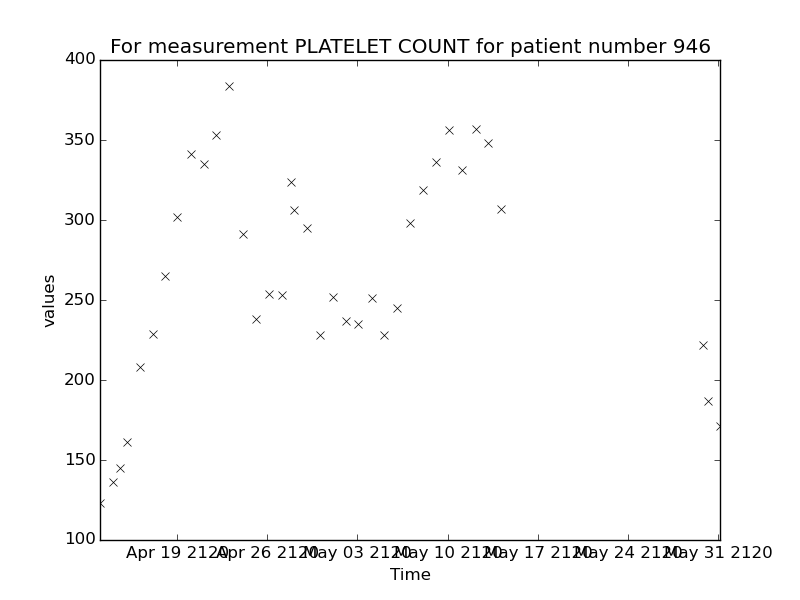 For measurement PLATELET COUNT for patient number 946
400
350
300
250
200
150
100
values
Apr 19 2120
Apr 26 2120
May 03 2120
May 10 2120
May 17 2120
May 24 2120
May 31 2120
Time